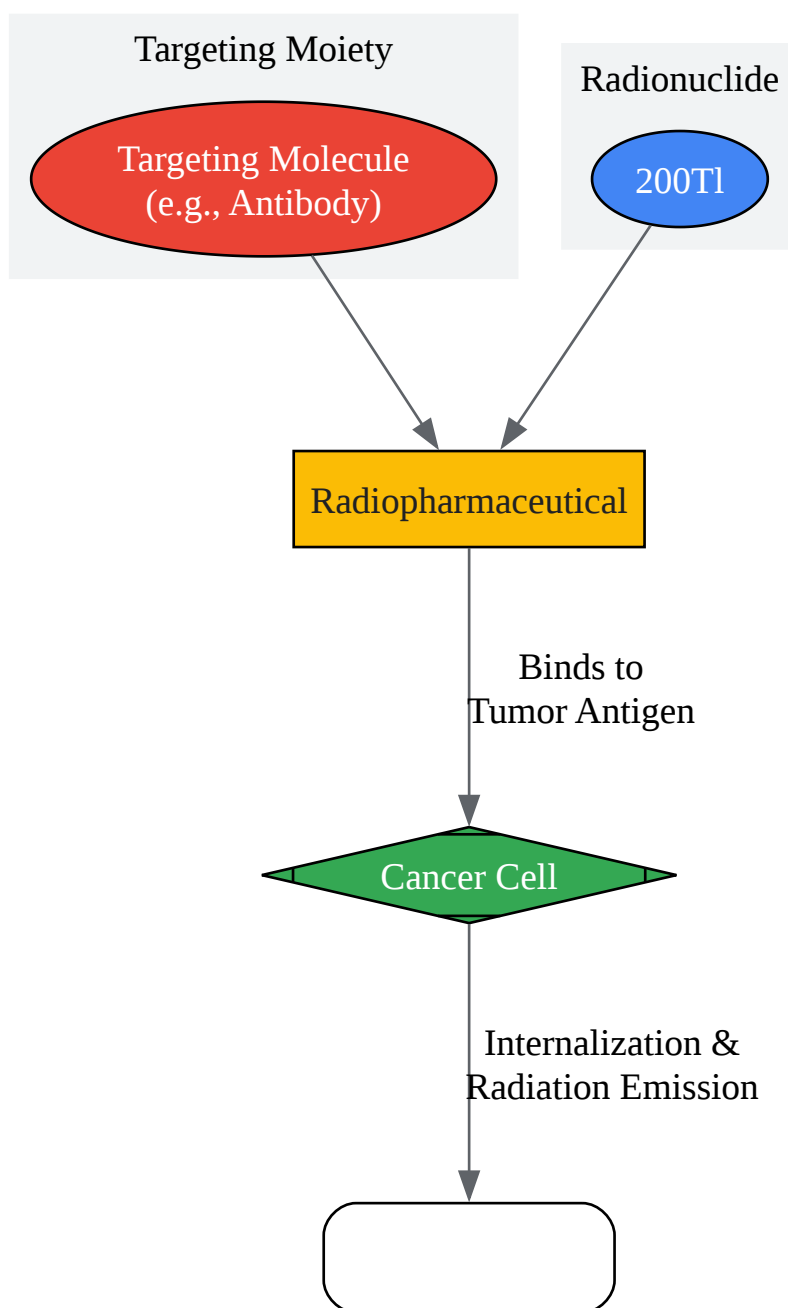 Targeting Moiety
Radionuclide
Targeting Molecule
(e.g., Antibody)
200Tl
Radiopharmaceutical
Binds to
Tumor Antigen
Cancer Cell
Internalization &
Radiation Emission